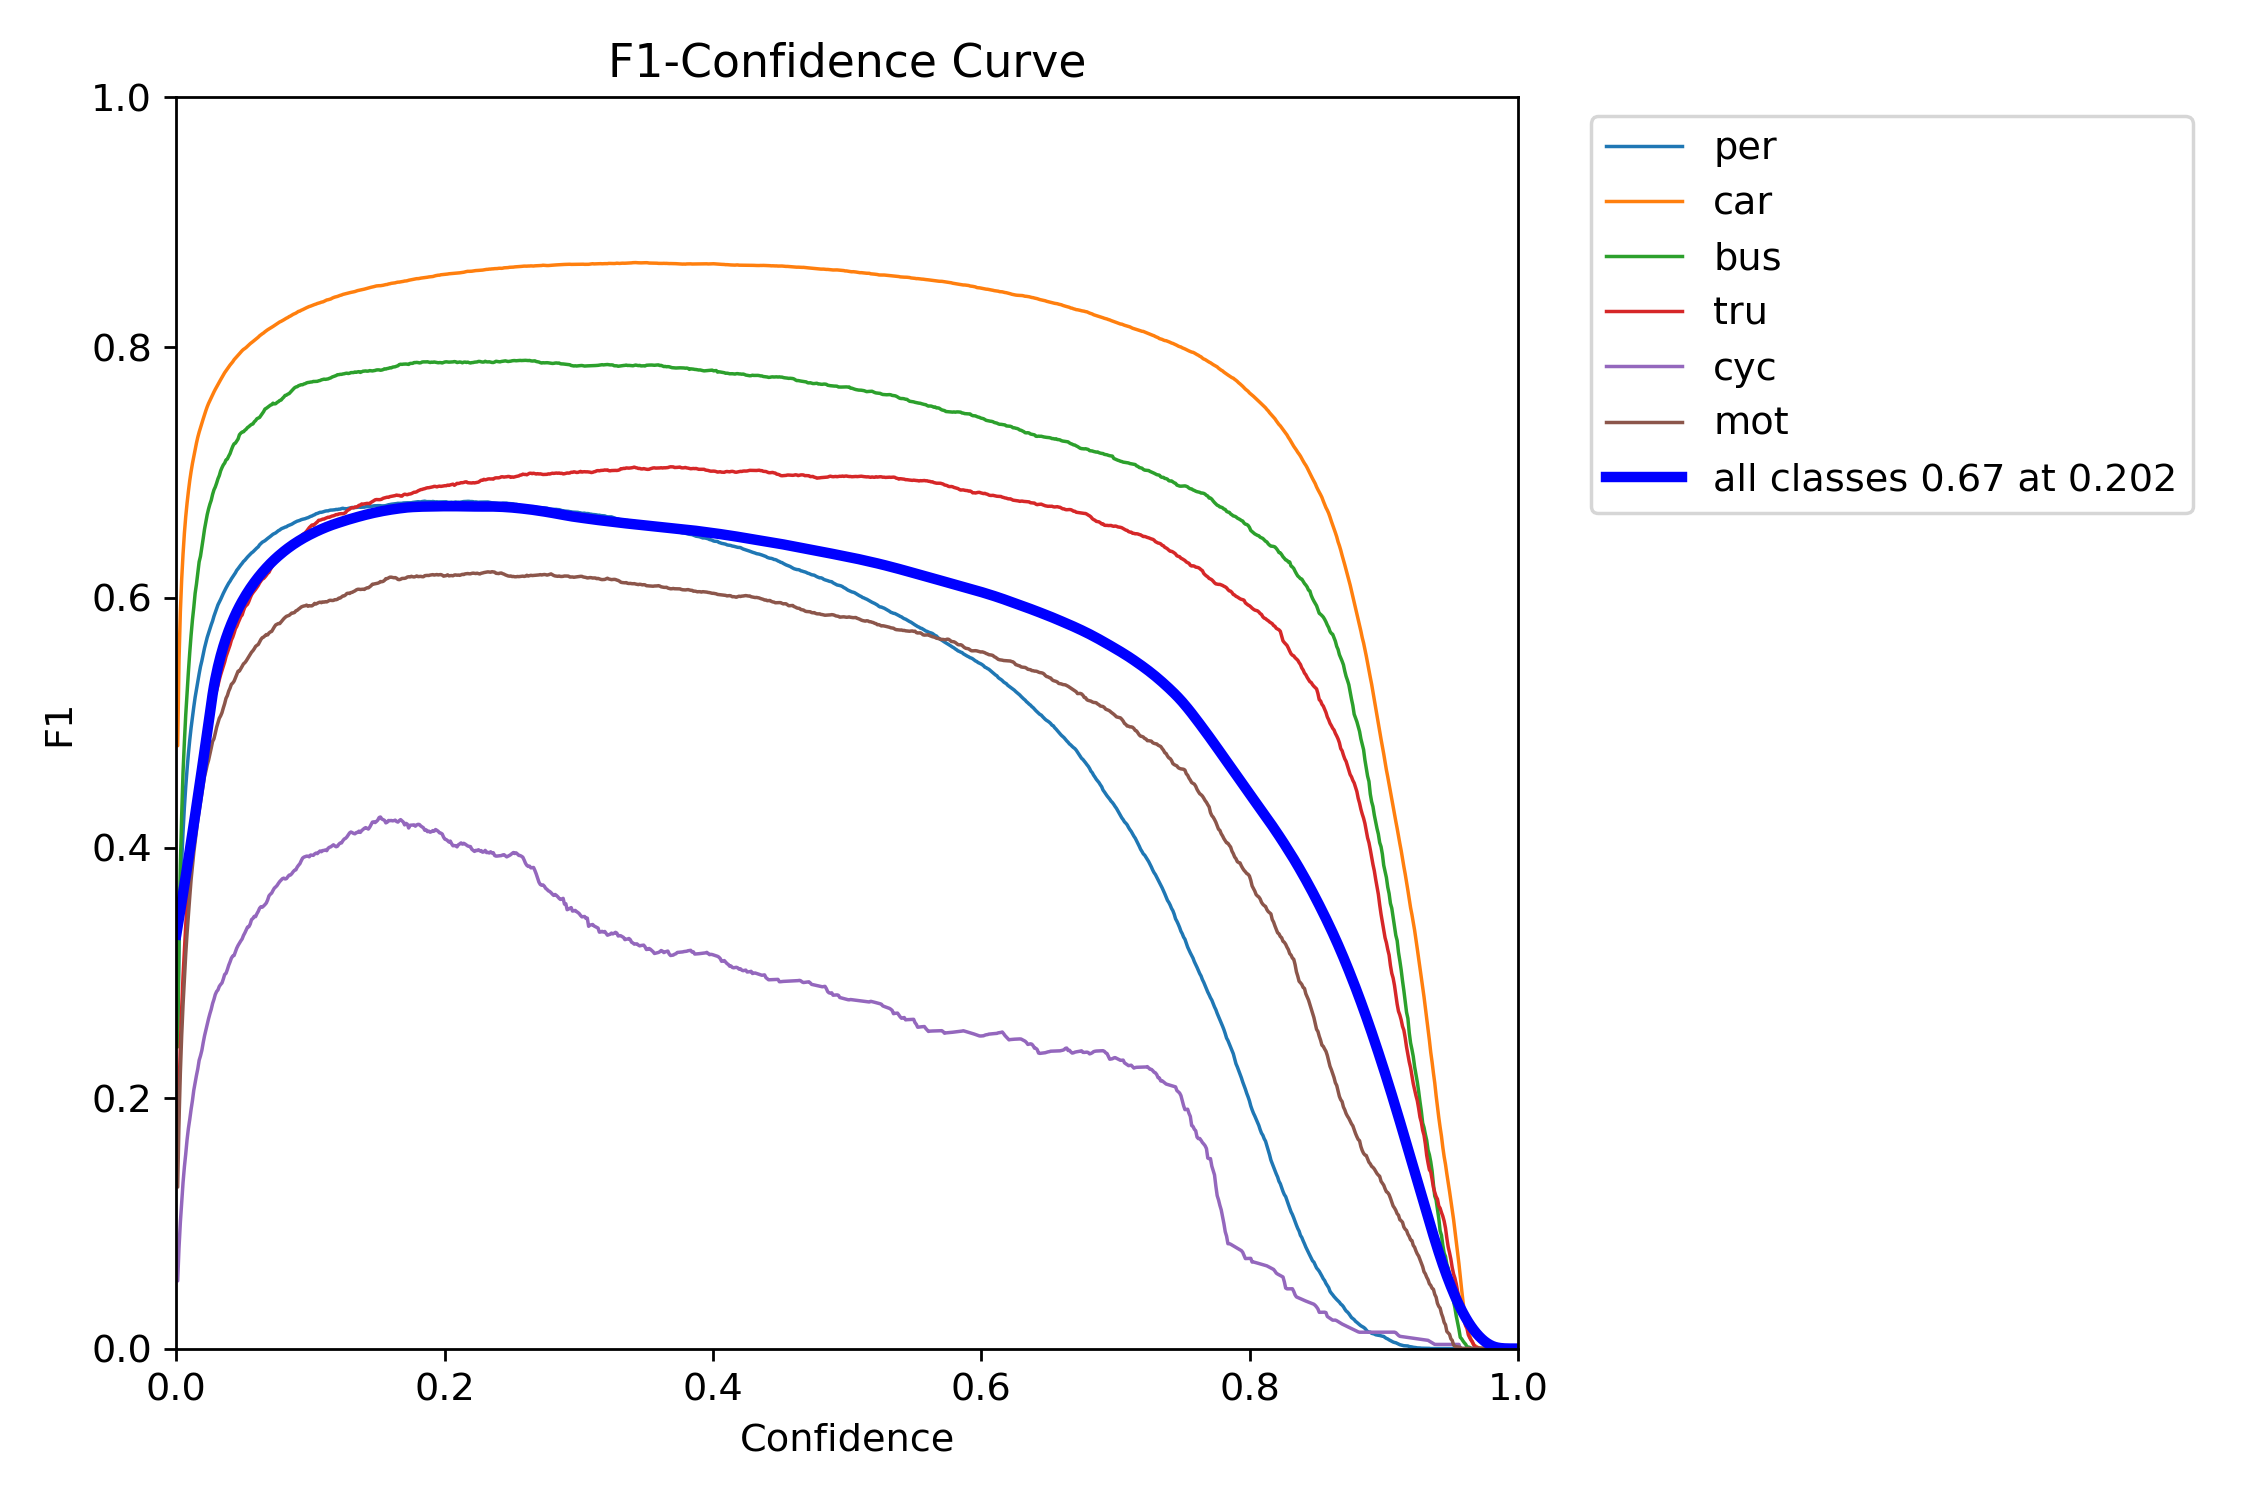 F1-Confidence Curve
1.0
0.8
0.6
0.4
0.2
0.0
F1
0.0 0.2 0.4 0.6 0.8 1.0
Confidence
per
car
bus
tru
cyc
mot
all classes 0.67 at 0.202